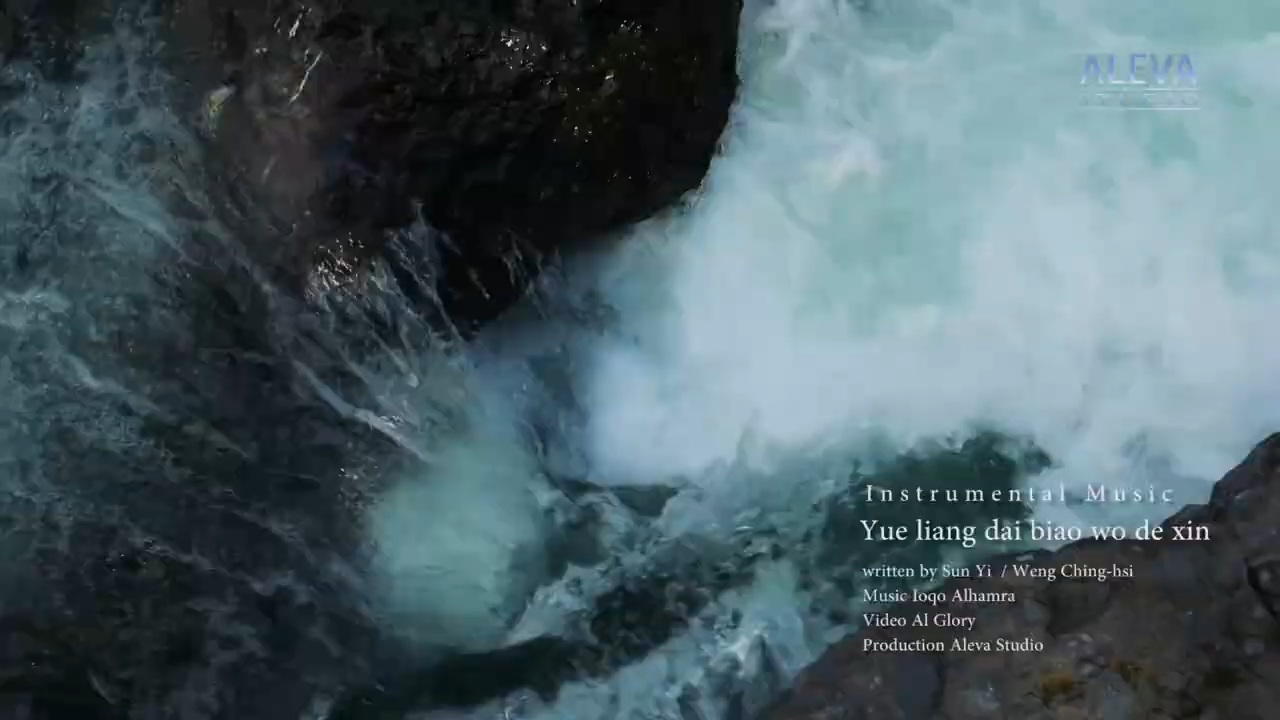 ALEVA
Instrumental Music
Yue liang dai biao wo de xin
written by Sun Yi / Weng Ching-hsi
Music Ioqo Alhamra
Video Al Glory
Production Aleva Studio